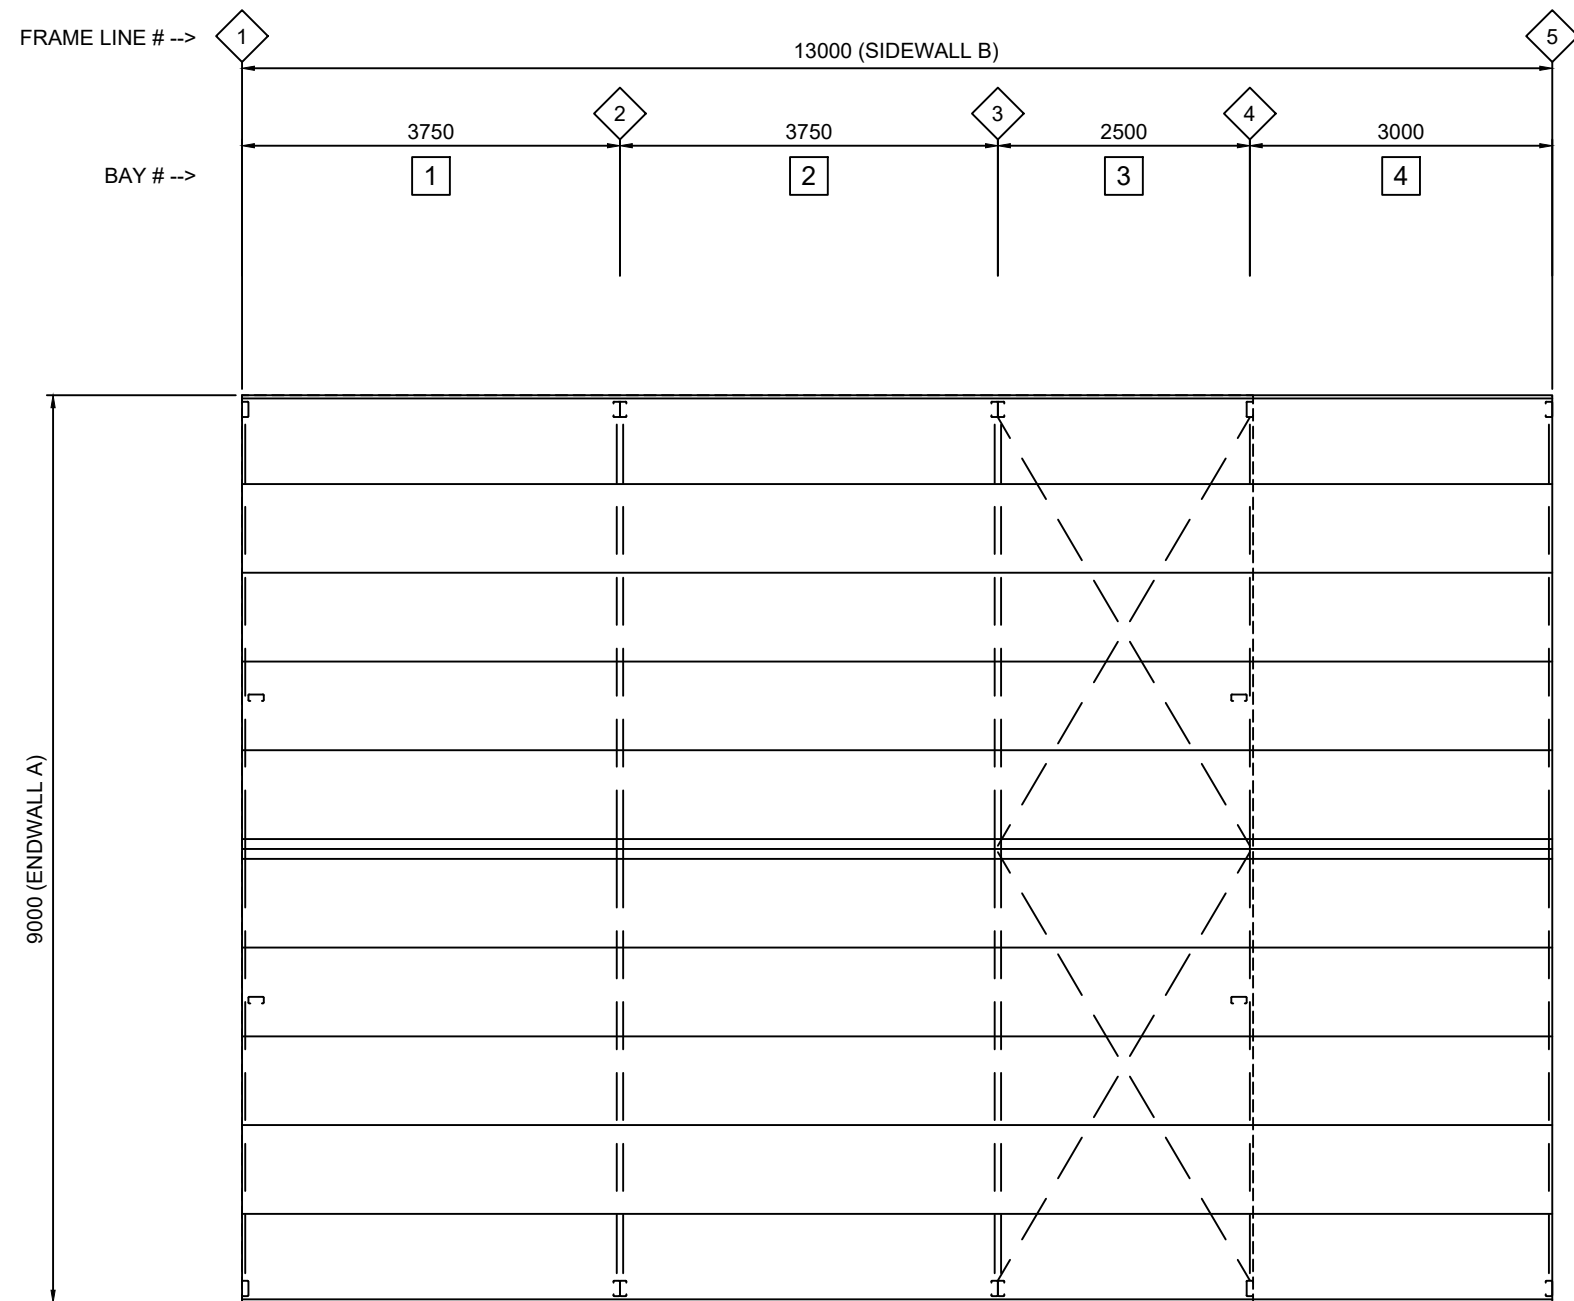 FRAME LINE # --> 1 5
13000 (SIDEWALL B)
2 3 4
3750 3750 2500 3000
BAY # --> 1 2 3 4
9000 (ENDWALL A)